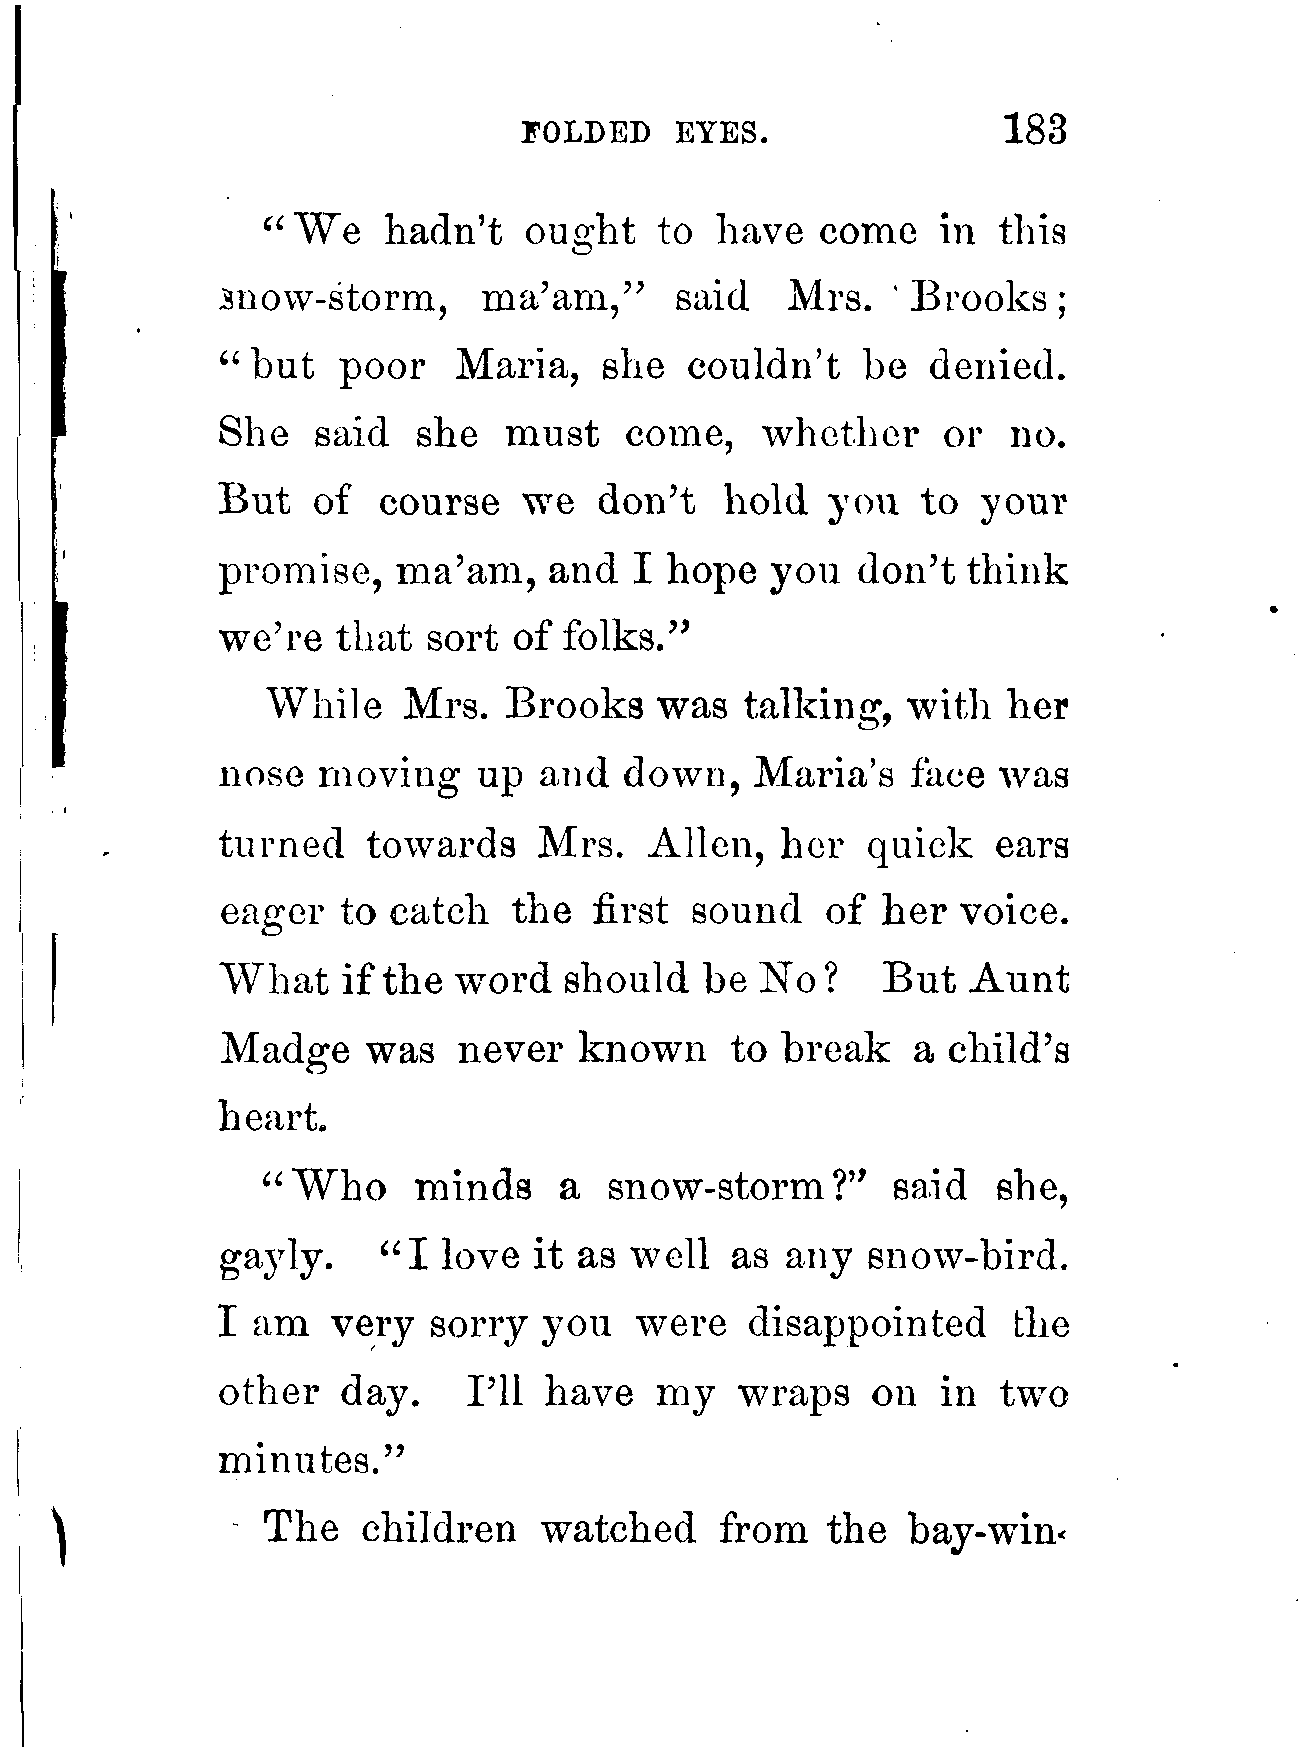 FOLDED EYES. 183
“We hadn’t ought to have come in this
snow-storm, ma’am,” said Mrs. Brooks;
“but poor Maria, she couldn’t be denied.
She said she must come, whether or no.
But of course we don’t hold you to your
promise, ma’am, and I hope you don’t think
we’re that sort of folks.”
While Mrs. Brooks was talking, with her
nose moving up and down, Maria’s face was
turned towards Mrs. Allen, her quick ears
eager to catch the first sound of her voice.
What if the word should be No? But Aunt
Madge was never known to break a child’s
heart.
“Who minds a snow-storm?” said she,
gayly. “I love it as well as any snow-bird.
I am very sorry you were disappointed the
other day. I’ll have my wraps on in two
minutes.”
The children watched from the bay-win-